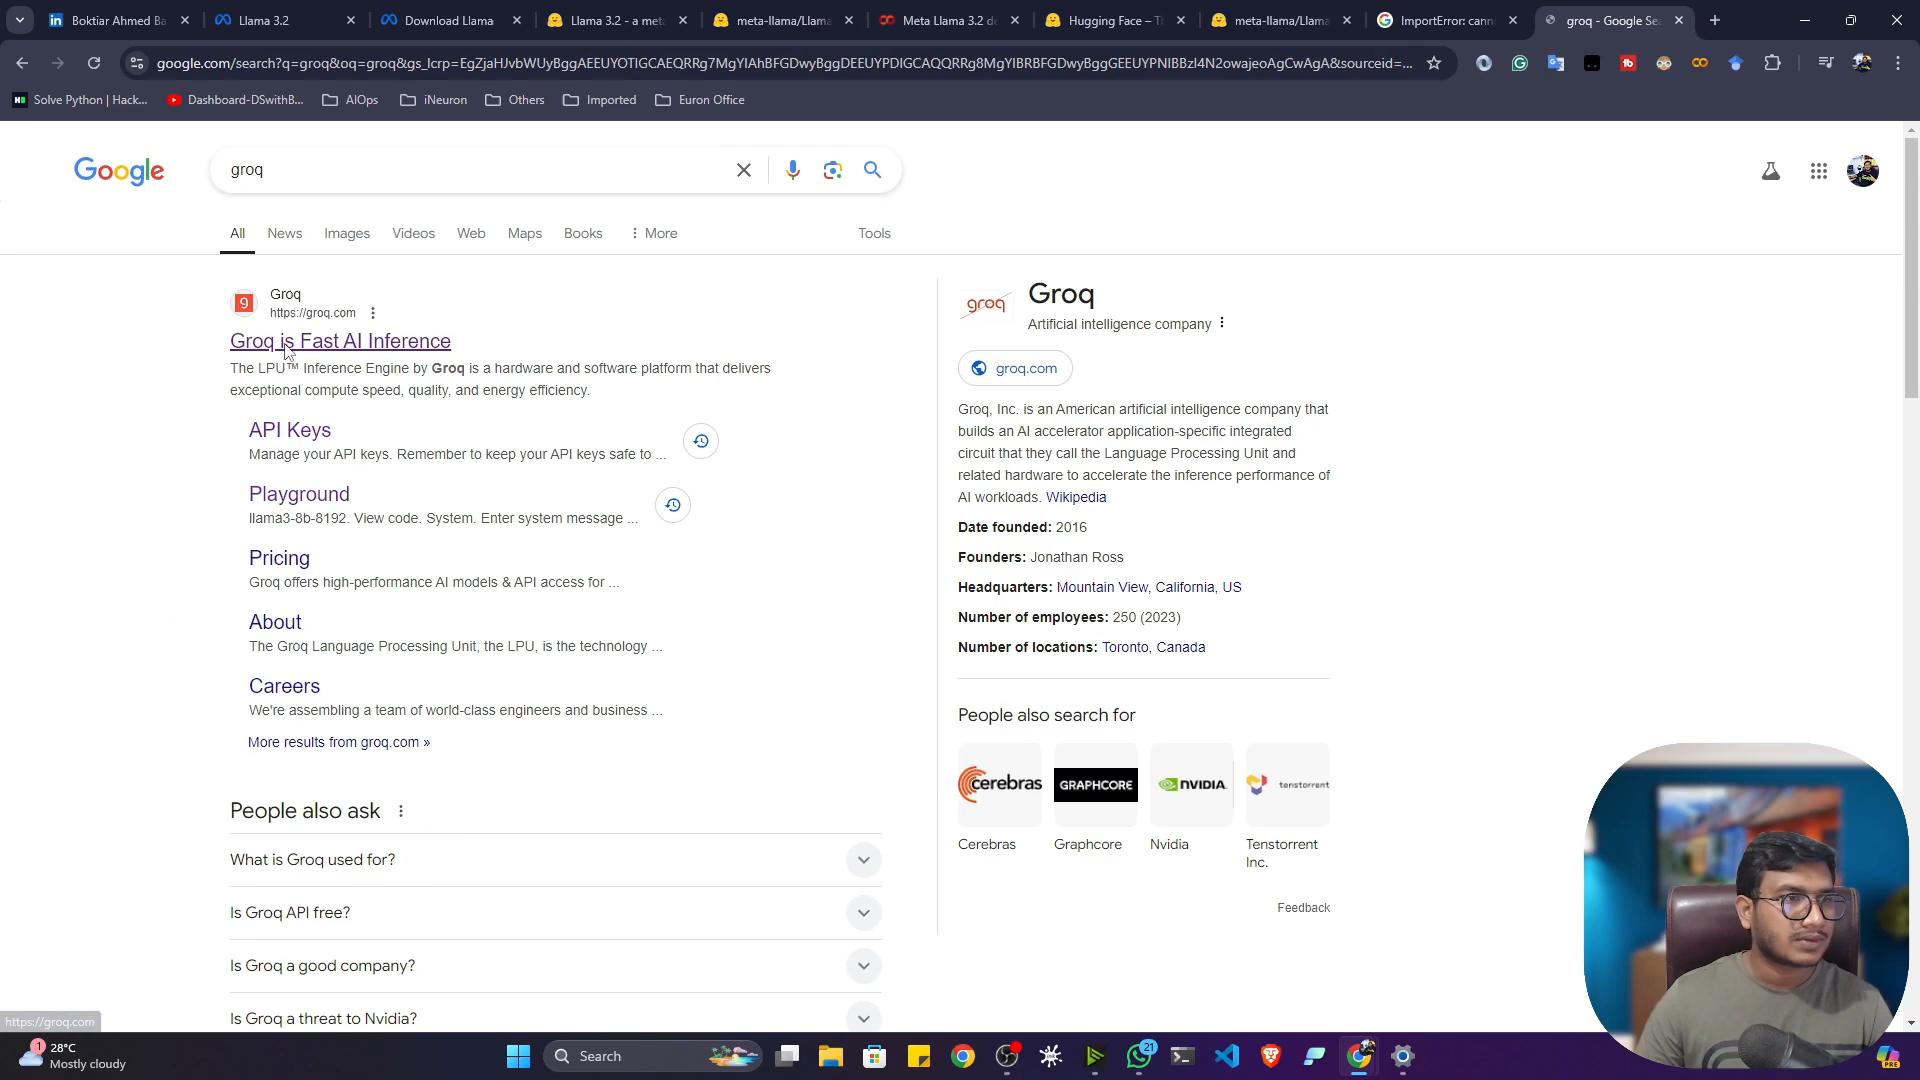 Boktiar Ahmed Ba
Llama 3.2
Download Llama
Llama 3.2 - a meta
meta-llama/Llama
Meta Llama 3.2 de
Hugging Face – Th
meta-llama/Llama
ImportError: cann
groq - Google Sea
google.com/search?q=groq&oq=groq&gs_lcrp=EgZjaHJvbWUyBggAEEUYOTIGCAEQRRg7MgYIAhBFGDwyBggDEEUYPDIGCAQQRRg8MgYIBRBFGDwyBggGEEUYPNIBBzI4N2owajeoAgCwAgA&sourceid=...
Solve Python | Hack...
Dashboard-DSwithB...
AIOps
iNeuron
Others
Imported
Euron Office
Google
groq
All
News
Images
Videos
Web
Maps
Books
More
Tools
Groq
https://groq.com
Groq is Fast AI Inference
The LPU™ Inference Engine by Groq is a hardware and software platform that delivers
exceptional compute speed, quality, and energy efficiency.
API Keys
Manage your API keys. Remember to keep your API keys safe to ...
Playground
llama3-8b-8192. View code. System. Enter system message ...
Pricing
Groq offers high-performance AI models & API access for ...
About
The Groq Language Processing Unit, the LPU, is the technology ...
Careers
We're assembling a team of world-class engineers and business ...
More results from groq.com »
People also ask
What is Groq used for?
Is Groq API free?
Is Groq a good company?
Is Groq a threat to Nvidia?
groq
Groq
Artificial intelligence company
groq.com
Groq, Inc. is an American artificial intelligence company that
builds an AI accelerator application-specific integrated
circuit that they call the Language Processing Unit and
related hardware to accelerate the inference performance of
AI workloads. Wikipedia
Date founded: 2016
Founders: Jonathan Ross
Headquarters: Mountain View, California, US
Number of employees: 250 (2023)
Number of locations: Toronto, Canada
People also search for
cerebras
GRAPHCORE
NVIDIA
tenstorrent
Cerebras
Graphcore
Nvidia
Tenstorrent
Inc.
Feedback
https://groq.com
1
28°C
Mostly cloudy
Search
21
PRE